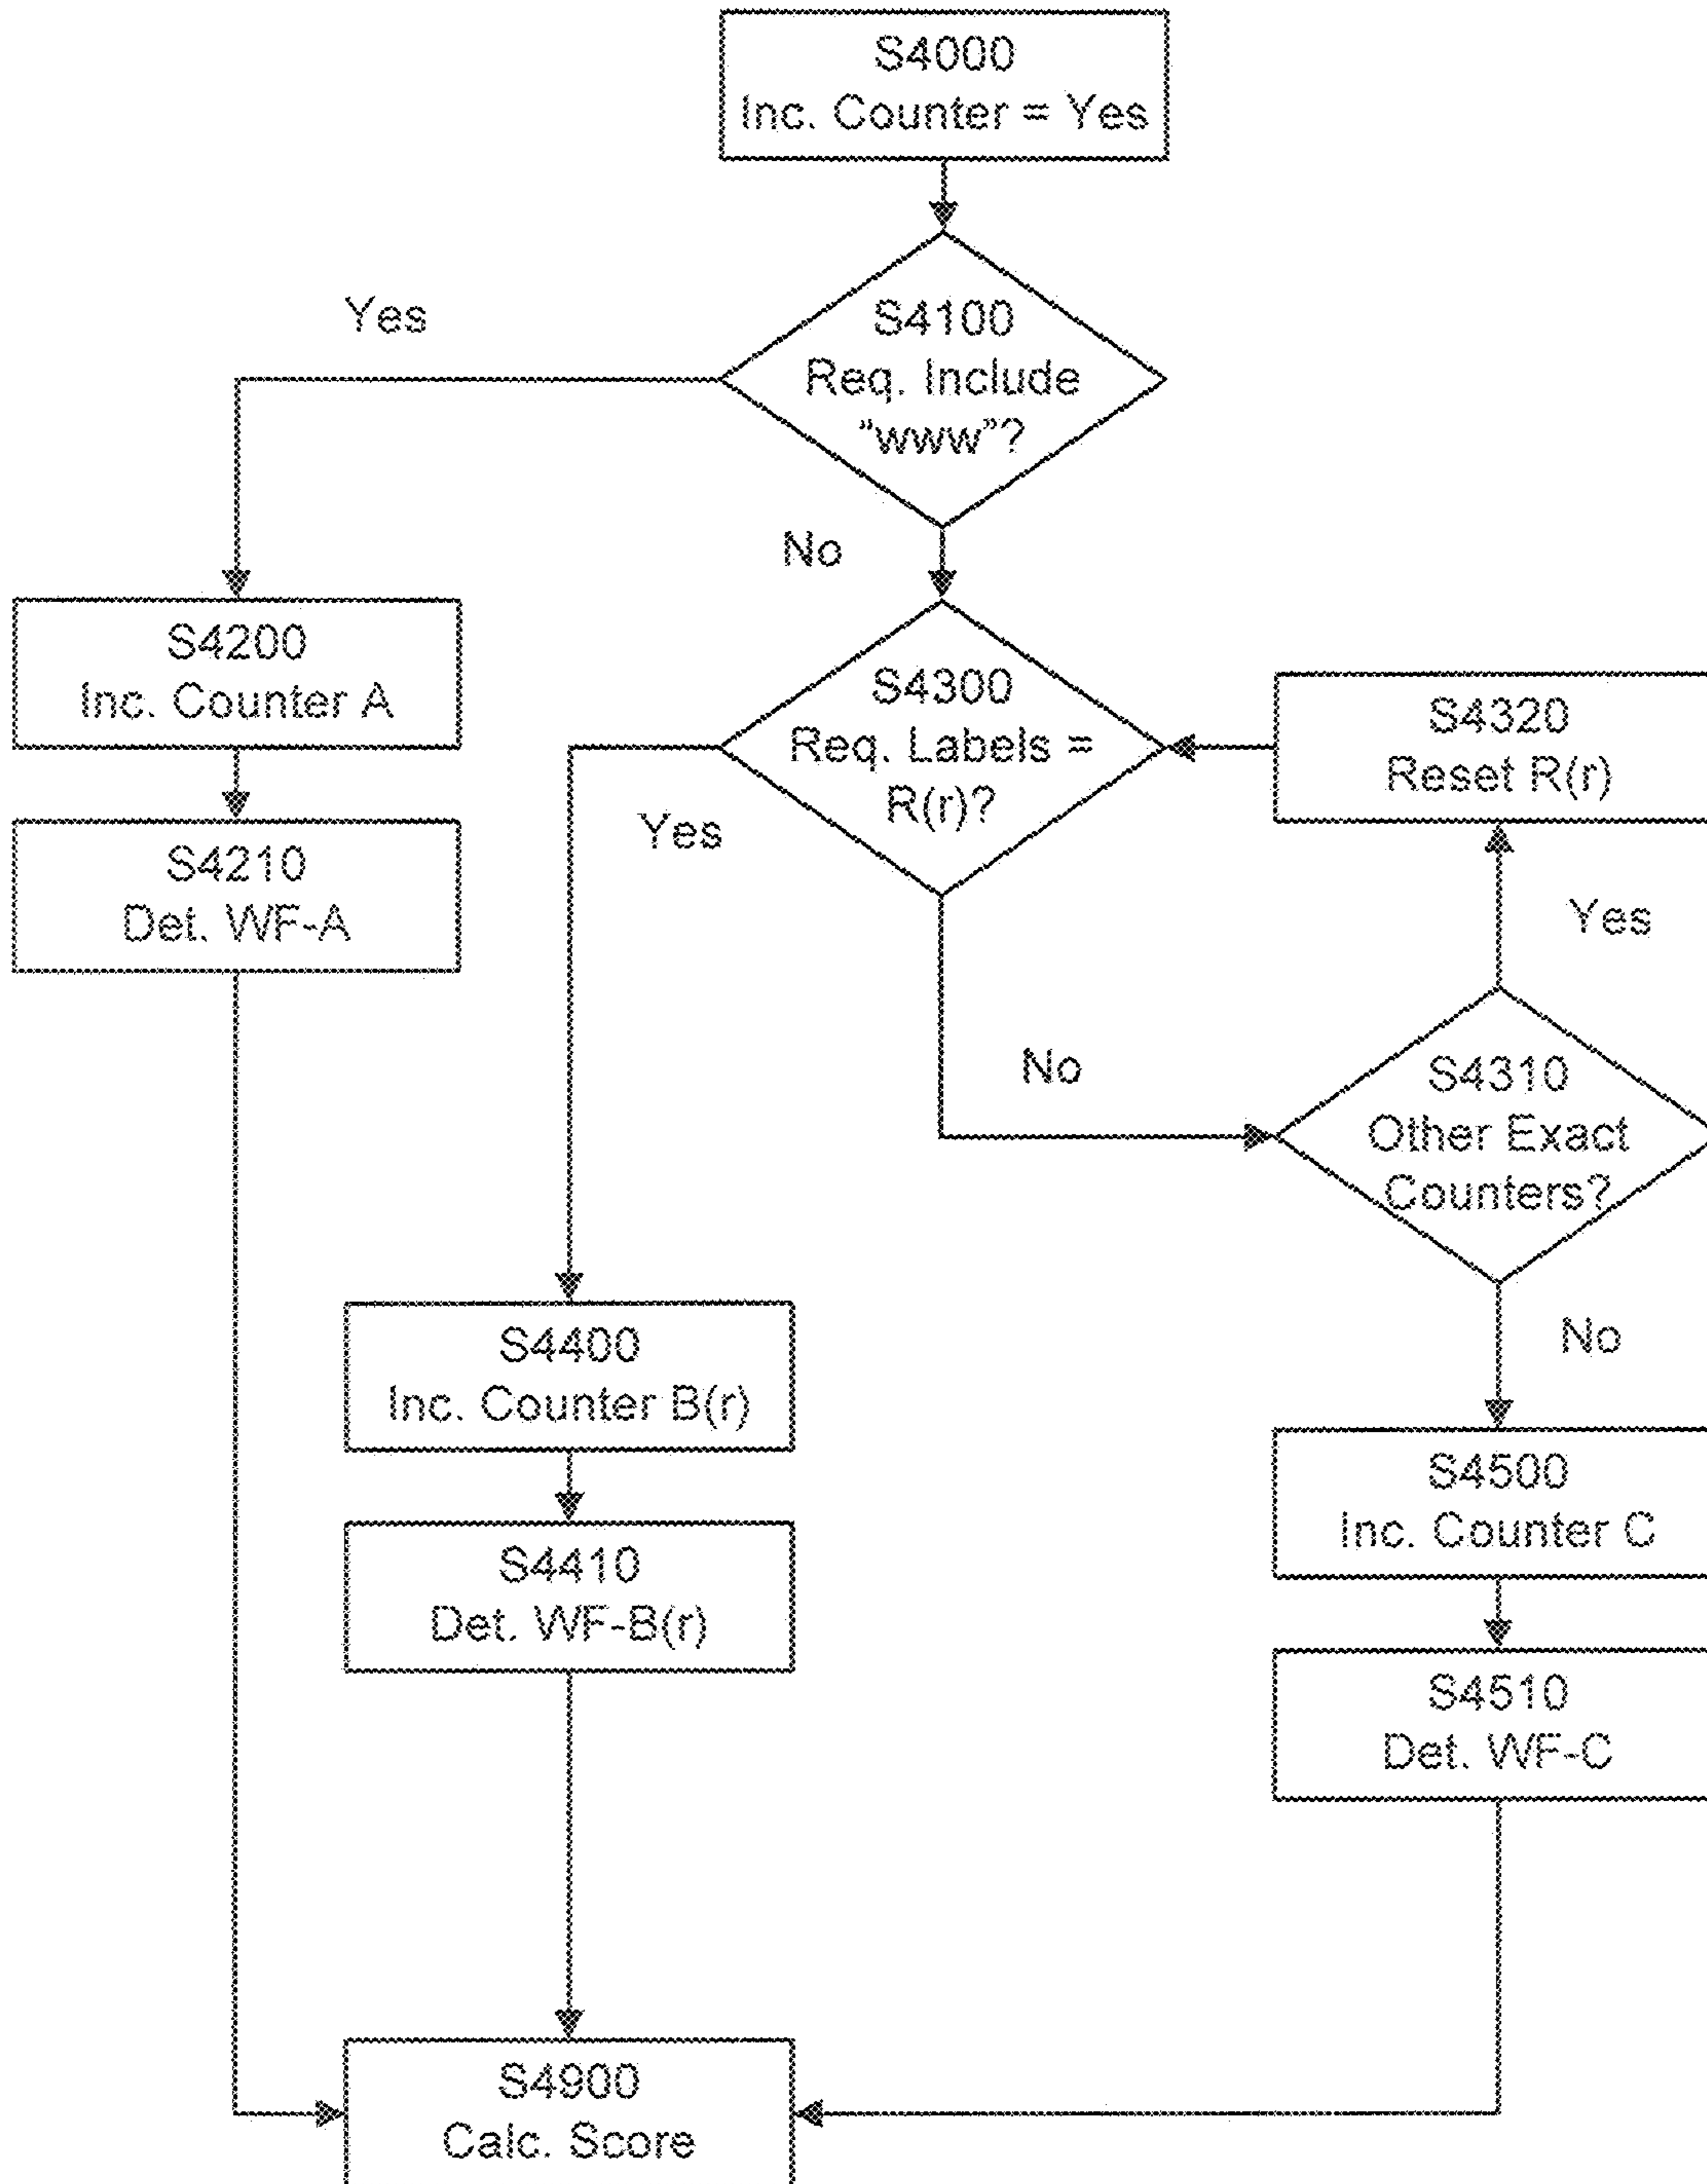 S4000
Inc. Counter = Yes
Yes
S4100
Req. Include
"www"?
No
S4200
Inc. Counter A
S4300
Req. Labels =
R(r)?
S4320
Reset R(r)
Yes
S4210
Det. WF-A
Yes
No
S4310
Other Exact
Counters?
No
S4400
Inc. Counter B(r)
S4500
Inc. Counter C
S4410
Det. WF-B(r)
S4510
Det. WF-C
S4900
Calc. Score